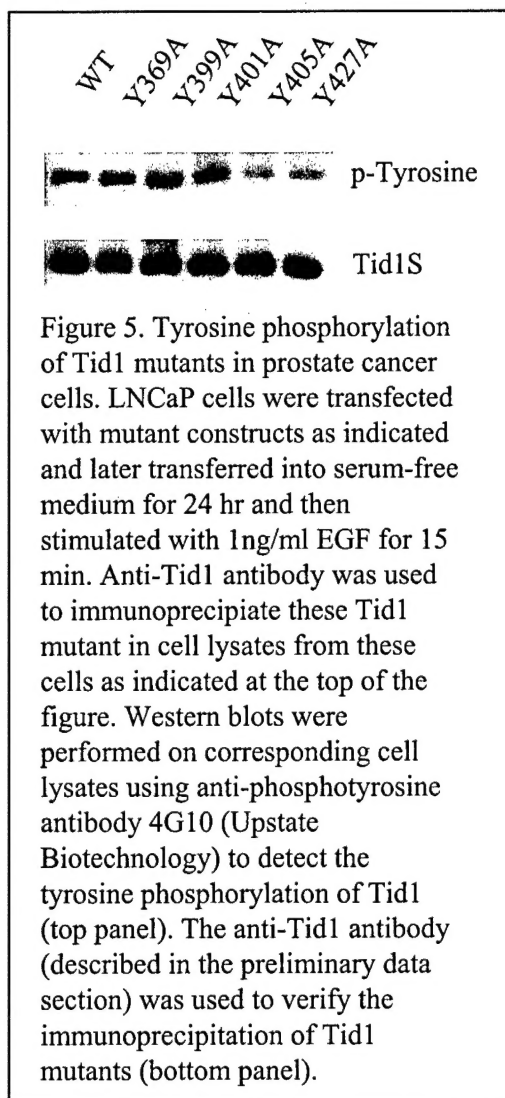 WT Y369A Y399A Y401A Y405A Y427A
p-Tyrosine
Tid1S
Figure 5. Tyrosine phosphorylation
of Tid1 mutants in prostate cancer
cells. LNCaP cells were transfected
with mutant constructs as indicated
and later transferred into serum-free
medium for 24 hr and then
stimulated with 1ng/ml EGF for 15
min. Anti-Tid1 antibody was used
to immunoprecipiate these Tid1
mutant in cell lysates from these
cells as indicated at the top of the
figure. Western blots were
performed on corresponding cell
lysates using anti-phosphotyrosine
antibody 4G10 (Upstate
Biotechnology) to detect the
tyrosine phosphorylation of Tid1
(top panel). The anti-Tid1 antibody
(described in the preliminary data
section) was used to verify the
immunoprecipitation of Tid1
mutants (bottom panel).